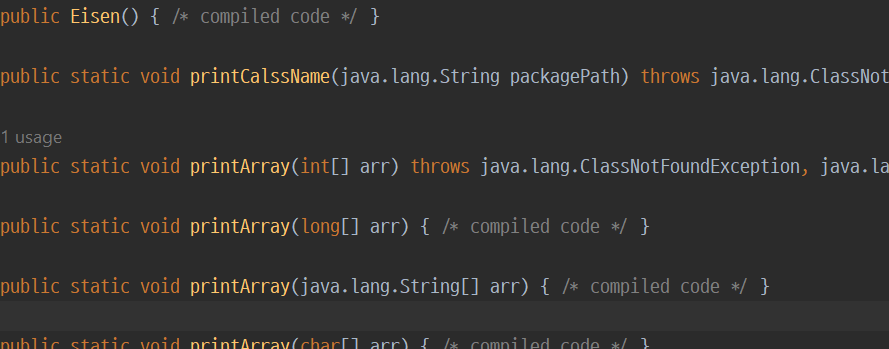 public Eisen() { /* compiled code */ }
public static void printCalssName(java.lang.String packagePath) throws java.lang.ClassNot
1 usage
public static void printArray(int[] arr) throws java.lang.ClassNotFoundException, java.la
public static void printArray(long[] arr) { /* compiled code */ }
public static void printArray(java.lang.String[] arr) { /* compiled code */ }
public static void printArray(char[] arr) { /* compiled code */ }